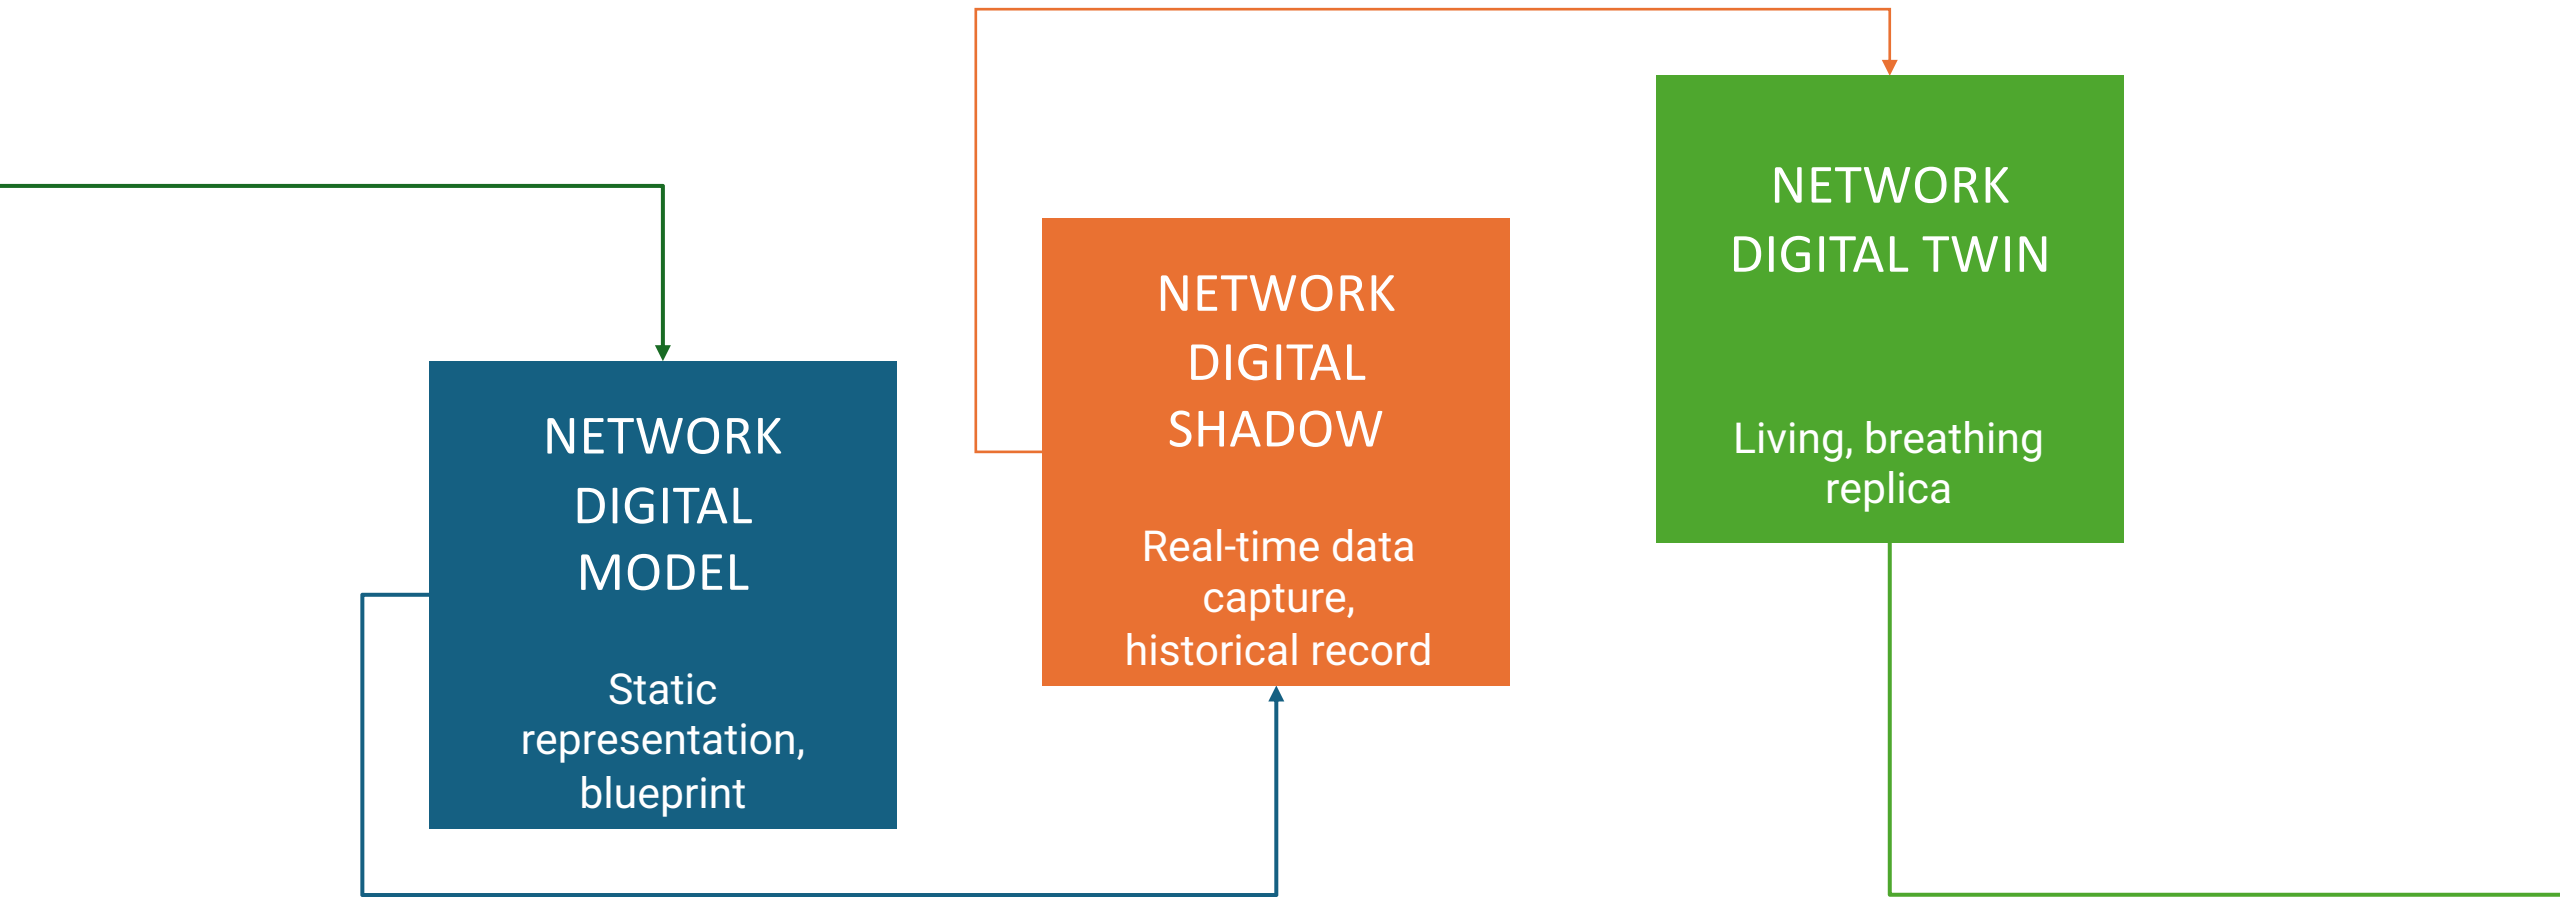 NETWORK
DIGITAL
MODEL
Static
representation,
blueprint
NETWORK
DIGITAL
SHADOW
Real-time data
capture,
historical record
NETWORK
DIGITAL TWIN
Living, breathing
replica